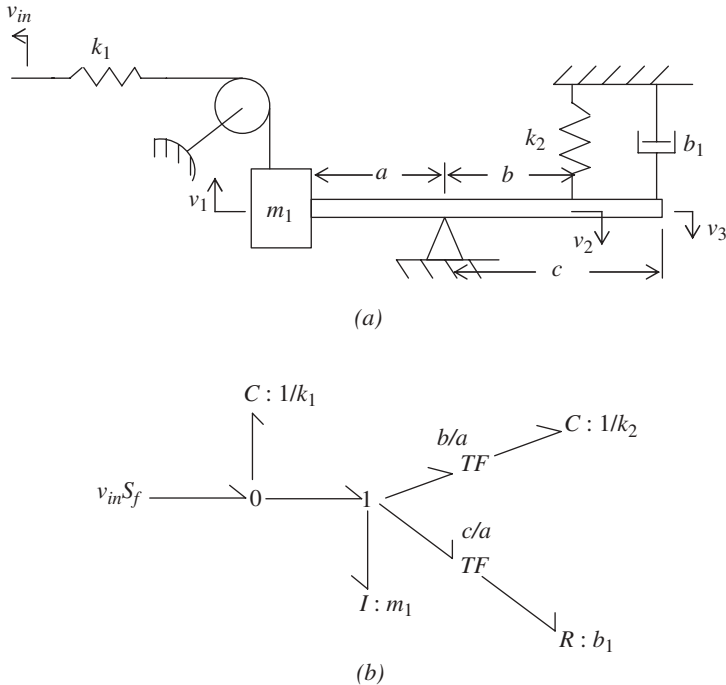 v_in
k_1
k_2
b_1
a
b
v_1
m_1
v_2
v_3
c
(a)
C : 1/k_1
b/a
C : 1/k_2
TF
v_in S_f
0
1
c/a
TF
I : m_1
R : b_1
(b)